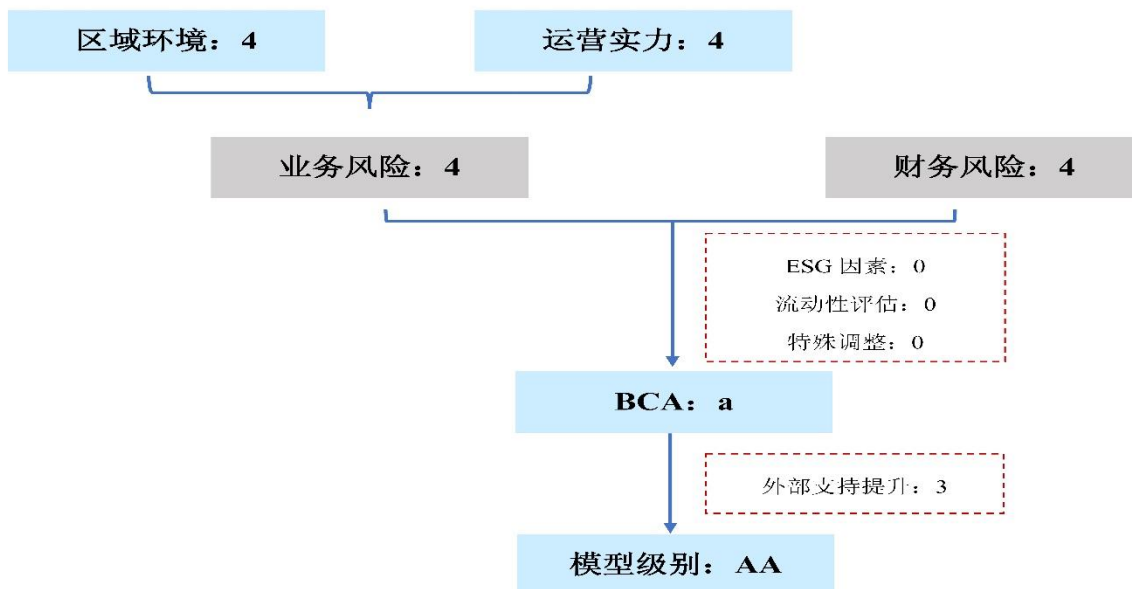 区域环境：4
运营实力：4
业务风险：4
财务风险：4
ESG 因素：0
流动性评估：0
特殊调整：0
BCA：a
外部支持提升：3
模型级别：AA